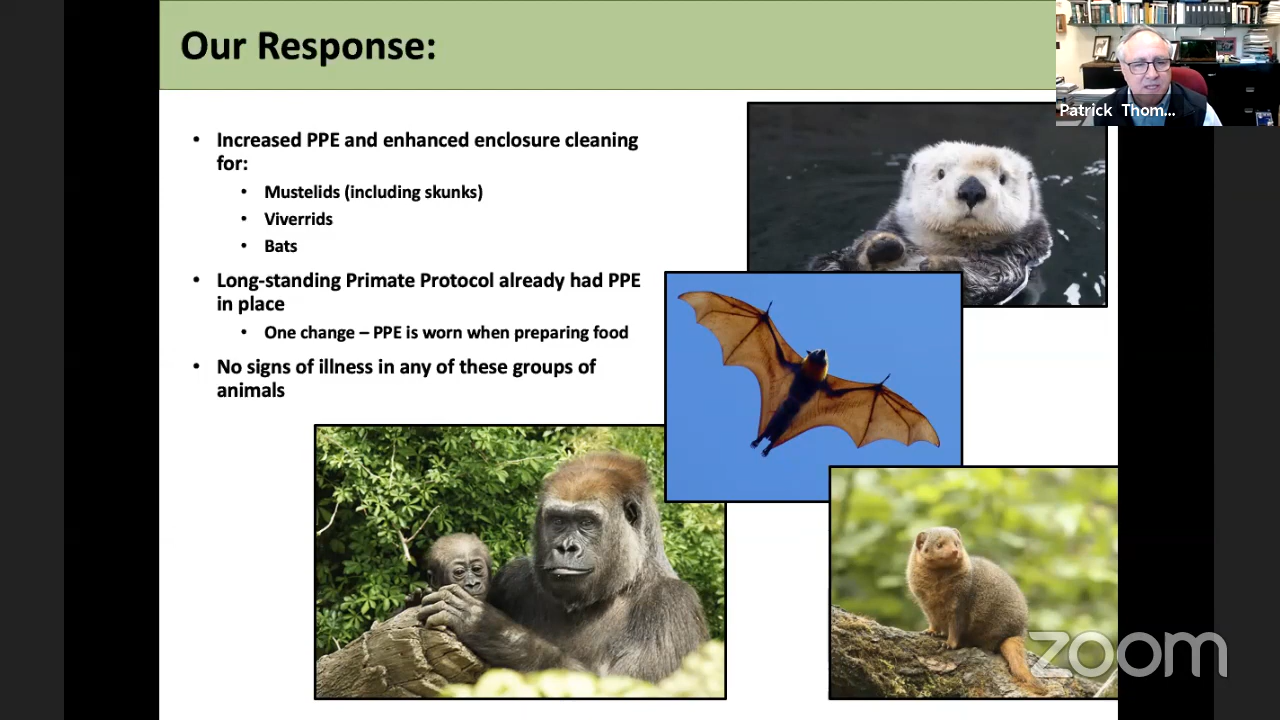 Our Response:
Patrick Thom...
• Increased PPE and enhanced enclosure cleaning
for:
• Mustelids (including skunks)
• Viverrids
• Bats
• Long-standing Primate Protocol already had PPE
in place
• One change – PPE is worn when preparing food
• No signs of illness in any of these groups of
animals
zoom